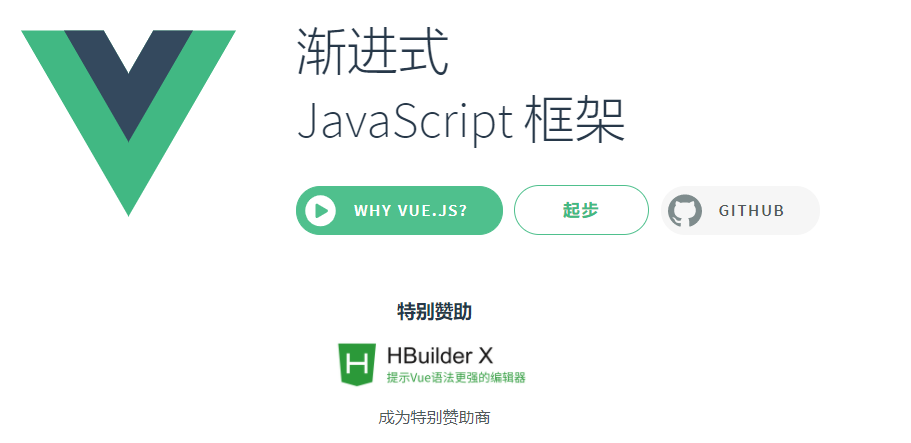 渐进式
JavaScript 框架
WHY VUE.JS?
起步
GITHUB
特别赞助
H
HBuilder X
提示Vue语法更强的编辑器
成为特别赞助商